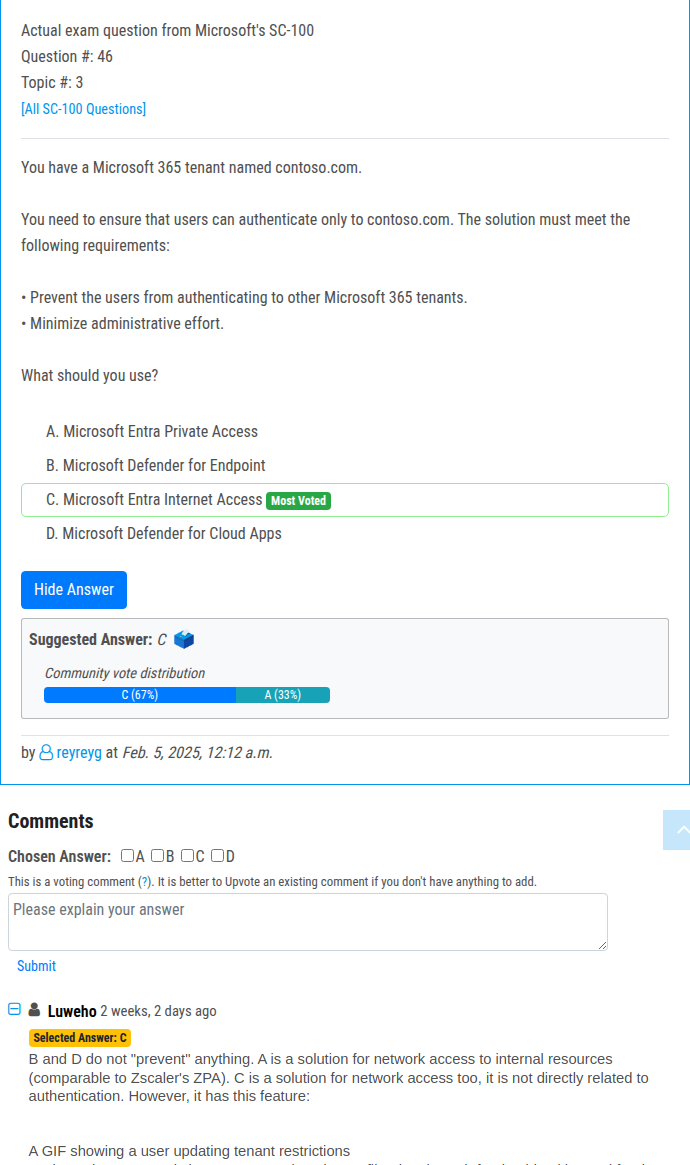 Actual exam question from Microsoft's SC-100
Question #: 46
Topic #: 3
[All SC-100 Questions]
You have a Microsoft 365 tenant named contoso.com.
You need to ensure that users can authenticate only to contoso.com. The solution must meet the
following requirements:
• Prevent the users from authenticating to other Microsoft 365 tenants.
• Minimize administrative effort.
What should you use?
A. Microsoft Entra Private Access
B. Microsoft Defender for Endpoint
C. Microsoft Entra Internet Access Most Voted
D. Microsoft Defender for Cloud Apps
Hide Answer
Suggested Answer: C
Community vote distribution
C (67%) A (33%)
by reyreyg at Feb. 5, 2025, 12:12 a.m.
Comments
Chosen Answer: A B C D
This is a voting comment (?). It is better to Upvote an existing comment if you don't have anything to add.
Please explain your answer
Submit
Luweho 2 weeks, 2 days ago
Selected Answer: C
B and D do not "prevent" anything. A is a solution for network access to internal resources
(comparable to Zscaler's ZPA). C is a solution for network access too, it is not directly related to
authentication. However, it has this feature:
A GIF showing a user updating tenant restrictions